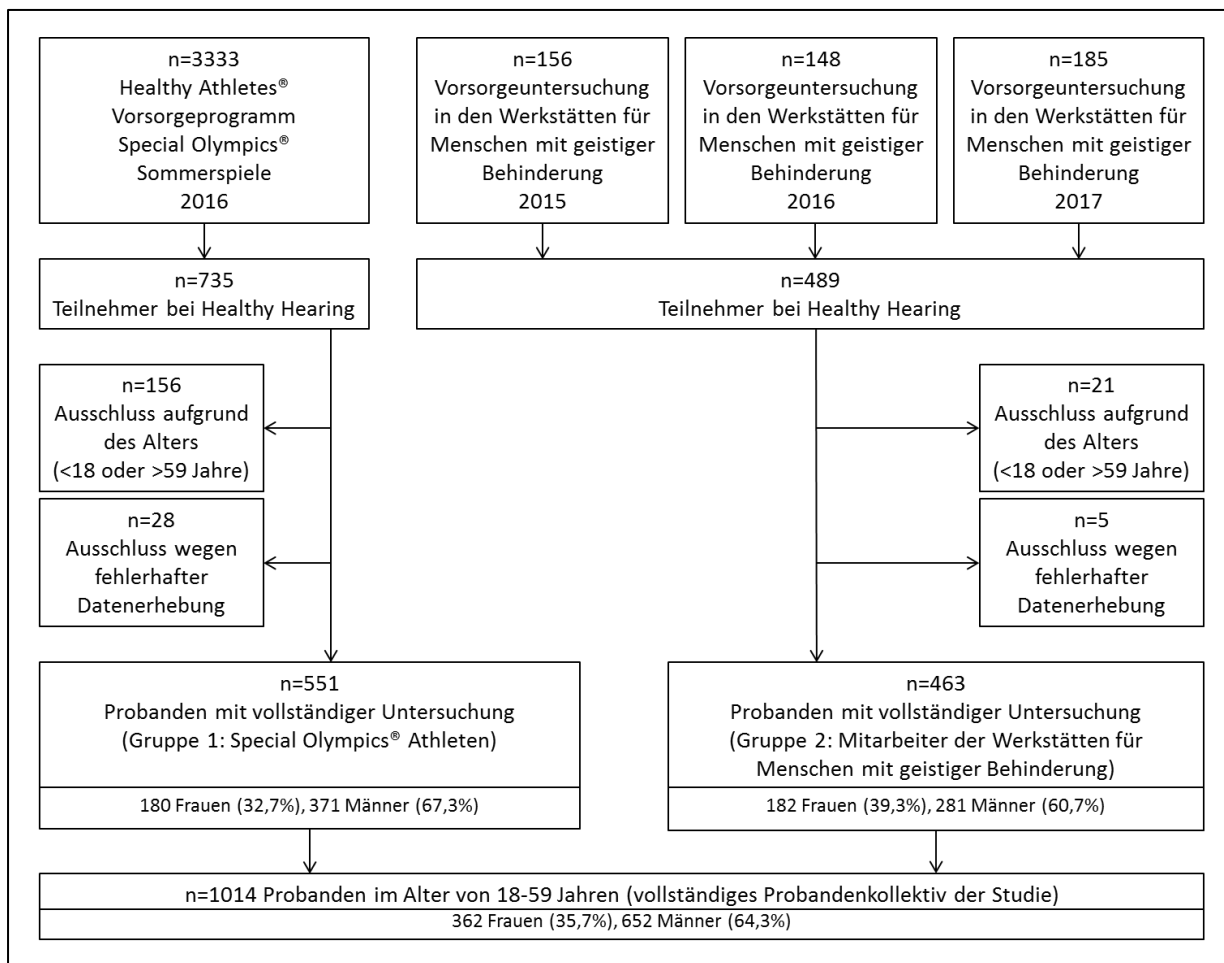 n=3333
Healthy Athletes®
Vorsorgeprogramm
Special Olympics®
Sommerspiele
2016
n=156
Vorsorgeuntersuchung
in den Werkstätten für
Menschen mit geistiger
Behinderung
2015
n=148
Vorsorgeuntersuchung
in den Werkstätten für
Menschen mit geistiger
Behinderung
2016
n=185
Vorsorgeuntersuchung
in den Werkstätten für
Menschen mit geistiger
Behinderung
2017
n=735
Teilnehmer bei Healthy Hearing
n=489
Teilnehmer bei Healthy Hearing
n=156
Ausschluss aufgrund
des Alters
(<18 oder >59 Jahre)
n=21
Ausschluss aufgrund
des Alters
(<18 oder >59 Jahre)
n=28
Ausschluss wegen
fehlerhafter
Datenerhebung
n=5
Ausschluss wegen
fehlerhafter
Datenerhebung
n=551
Probanden mit vollständiger Untersuchung
(Gruppe 1: Special Olympics® Athleten)
180 Frauen (32,7%), 371 Männer (67,3%)
n=463
Probanden mit vollständiger Untersuchung
(Gruppe 2: Mitarbeiter der Werkstätten für
Menschen mit geistiger Behinderung)
182 Frauen (39,3%), 281 Männer (60,7%)
n=1014 Probanden im Alter von 18-59 Jahren (vollständiges Probandenkollektiv der Studie)
362 Frauen (35,7%), 652 Männer (64,3%)